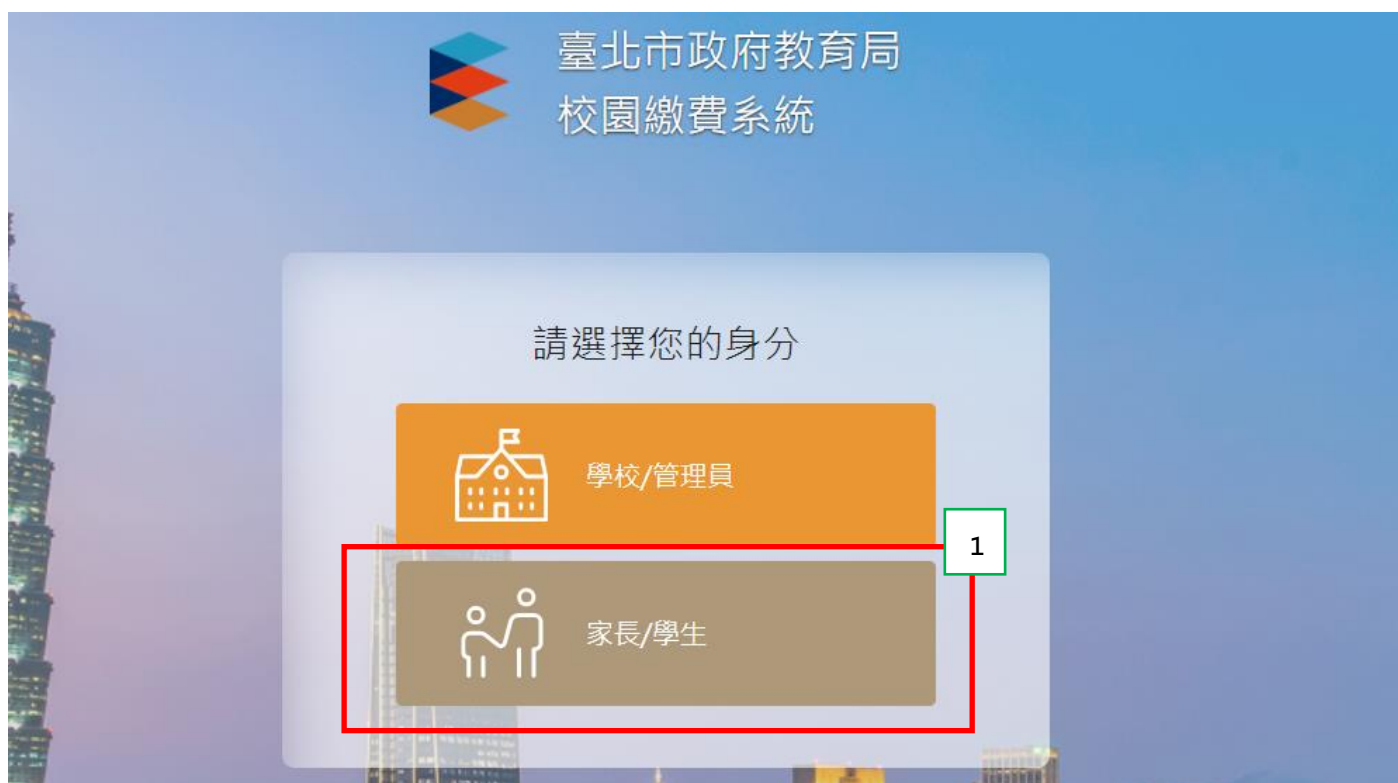 臺北市政府教育局
校園繳費系統
請選擇您的身分
學校/管理員
1
家長/學生